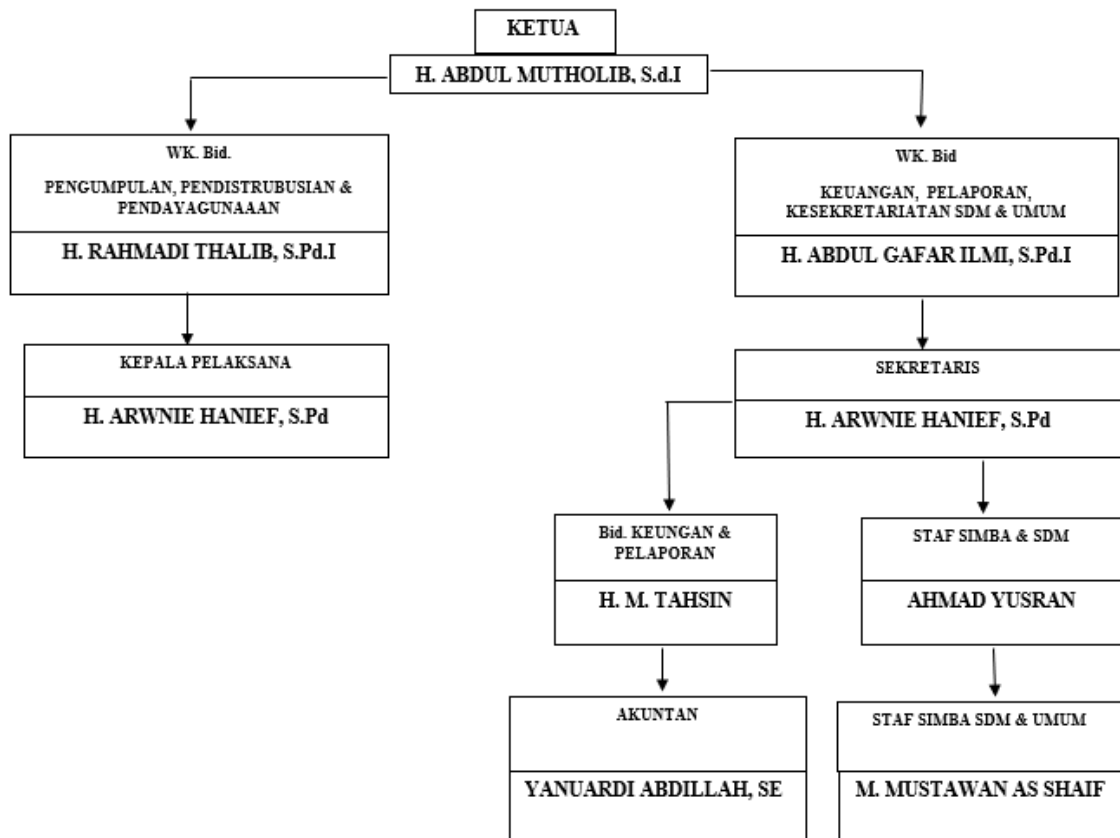 KETUA
H. ABDUL MUTHOLIB, S.d.I
WK. Bid.
PENGUMPULAN, PENDISTRUBUSIAN &
PENDAYAGUNAAAN
H. RAHMADI THALIB, S.Pd.I
WK. Bid
KEUANGAN, PELAPORAN,
KESEKRETARIATAN SDM & UMUM
H. ABDUL GAFAR ILMI, S.Pd.I
KEPALA PELAKSANA
H. ARWNIE HANIEF, S.Pd
SEKRETARIS
H. ARWNIE HANIEF, S.Pd
Bid. KEUNGAN &
PELAPORAN
H. M. TAHSIN
STAF SIMBA & SDM
AHMAD YUSRAN
AKUNTAN
YANUARDI ABDILLAH, SE
STAF SIMBA SDM & UMUM
M. MUSTAWAN AS SHAIF